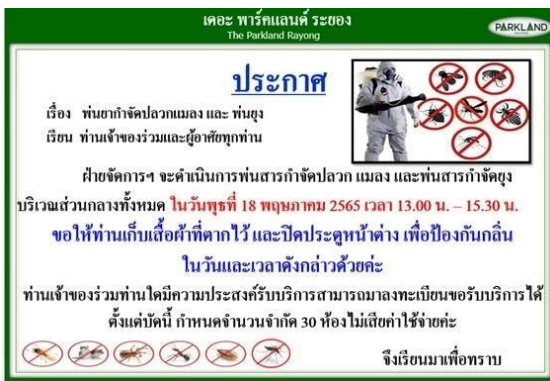 เดอะ พาร์คแลนด์ ระยอง
The Parkland Rayong
PARKLAND
ประกาศ
เรื่อง พ่นยากำจัดปลวกแมลง และ พ่นยุง
เรียน ท่านเจ้าของร่วมและผู้อาศัยทุกท่าน
ฝ่ายจัดการฯ จะดำเนินการพ่นสารกำจัดปลวก แมลง และพ่นสารกำจัดยุง
บริเวณส่วนกลางทั้งหมด ในวันพุธที่ 18 พฤษภาคม 2565 เวลา 13.00 น. – 15.30 น.
ขอให้ท่านเก็บเสื้อผ้าที่ตากไว้ และปิดประตูหน้าต่าง เพื่อป้องกันกลิ่น
ในวันและเวลาดังกล่าวด้วยค่ะ
ท่านเจ้าของร่วมท่านใดมีความประสงค์รับบริการสามารถมาลงทะเบียนขอรับบริการได้
ตั้งแต่บัดนี้ กำหนดจำนวนจำกัด 30 ห้องไม่เสียค่าใช้จ่ายค่ะ
จึงเรียนมาเพื่อทราบ